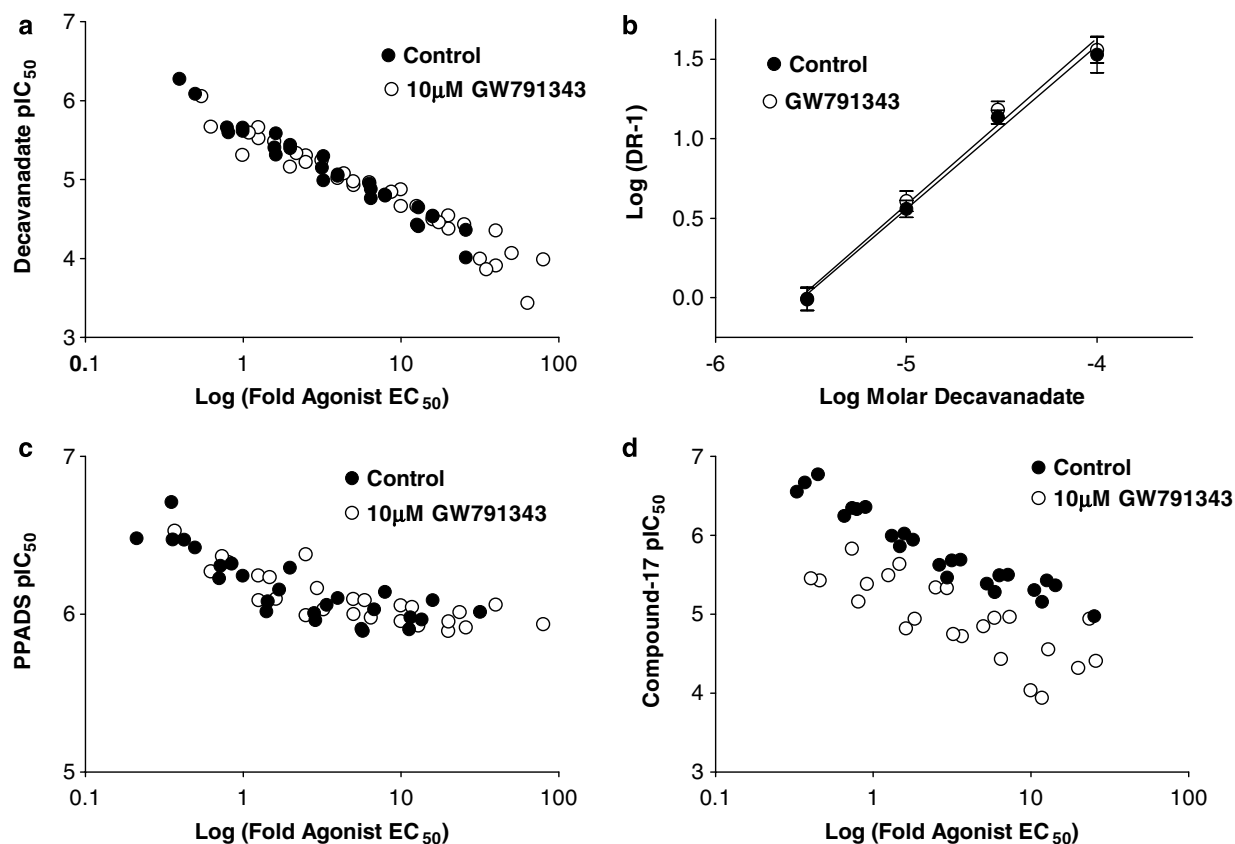 a
7
6
5
4
3
Decavanadate pIC50
Control
10μM GW791343
0.1
1
10
100
Log (Fold Agonist EC50)
b
1.5
1.0
0.5
0.0
Log (DR-1)
Control
GW791343
-6
-5
-4
Log Molar Decavanadate
c
7
6
5
PPADS pIC50
Control
10μM GW791343
0.1
1
10
100
Log (Fold Agonist EC50)
d
7
6
5
4
3
Compound-17 pIC50
Control
10μM GW791343
0.1
1
10
100
Log (Fold Agonist EC50)